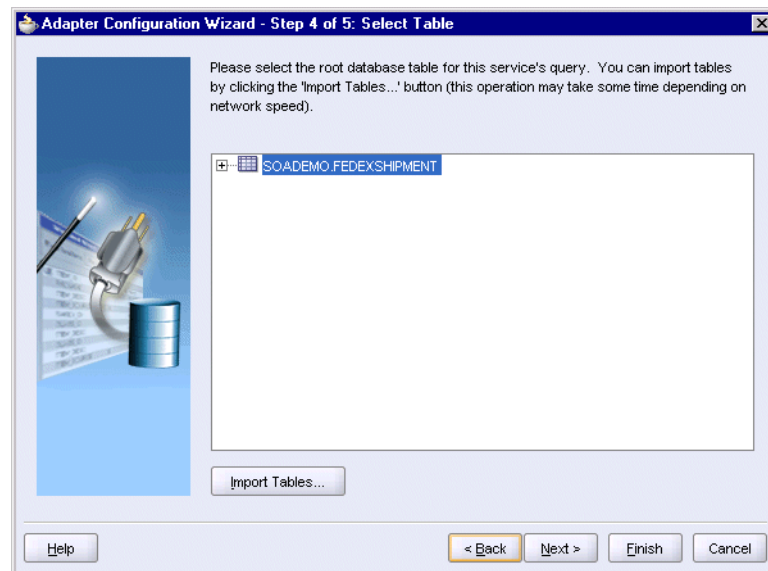 Adapter Configuration Wizard - Step 4 of 5: Select Table
Please select the root database table for this service's query. You can import tables
by clicking the 'Import Tables...' button (this operation may take some time depending on
network speed).
SOADEMO.FEDEXSHIPMENT
Import Tables...
Help
< Back
Next >
Finish
Cancel